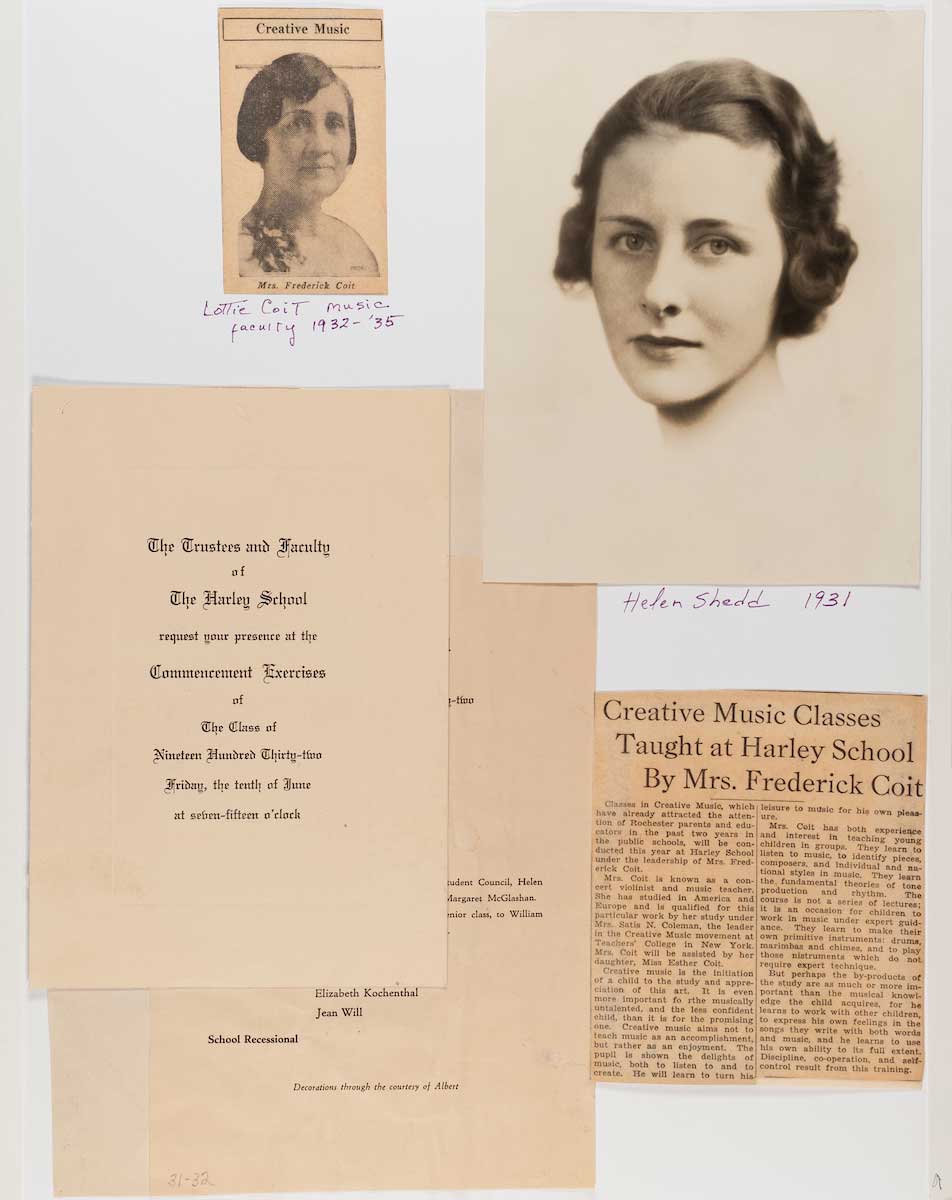 Creative Music
Mrs. Frederick Coit
Lottie Coit music
faculty 1932-'35
Helen Shedd 1931
The Trustees and Faculty
of
The Harley School
request your presence at the
Commencement Exercises
of
The Class of
Nineteen Hundred Thirty-two
Friday, the tenth of June
at seven-fifteen o'clock
y-two
tudent Council, Helen
Margaret McGlashan.
enior class, to William
Elizabeth Kochenthal
Jean Will
School Recessional
Decorations through the courtesy of Albert
31-32
Creative Music Classes
Taught at Harley School
By Mrs. Frederick Coit
Classes in Creative Music, which
have already attracted the atten-
tion of Rochester parents and edu-
cators in the past two years in
the public schools, will be con-
ducted this year at Harley School
under the leadership of Mrs. Fred-
erick Coit.
Mrs. Coit is known as a con-
cert violinist and music teacher.
She has studied in America and
Europe and is qualified for this
particular work by her study under
Mrs. Satis N. Coleman, the leader
in the Creative Music movement at
Teachers' College in New York.
Mrs. Coit will be assisted by her
daughter, Miss Esther Coit.
Creative music is the initiation
of a child to the study and appre-
ciation of this art. It is even
more important fo rthe musically
untalented, and the less confident
child, than it is for the promising
one. Creative music aims not to
teach music as an accomplishment,
but rather as an enjoyment. The
pupil is shown the delights of
music, both to listen to and to
create. He will learn to turn his
leisure to music for his own pleas-
ure.
Mrs. Coit has both experience
and interest in teaching young
children in groups. They learn to
listen to music, to identify pieces,
composers, and individual and na-
tional styles in music. They learn
the fundamental theories of tone
production and rhythm. The
course is not a series of lectures;
it is an occasion for children to
work in music under expert guid-
ance. They learn to make their
own primitive instruments: drums,
marimbas and chimes, and to play
those nistruments which do not
require expert technique.
But perhaps the by-products of
the study are as much or more im-
portant than the musical knowl-
edge the child acquires, for he
learns to work with other children,
to express his own feelings in the
songs they write with both words
and music, and he learns to use
his own ability to its full extent.
Discipline, co-operation, and self-
control result from this training.